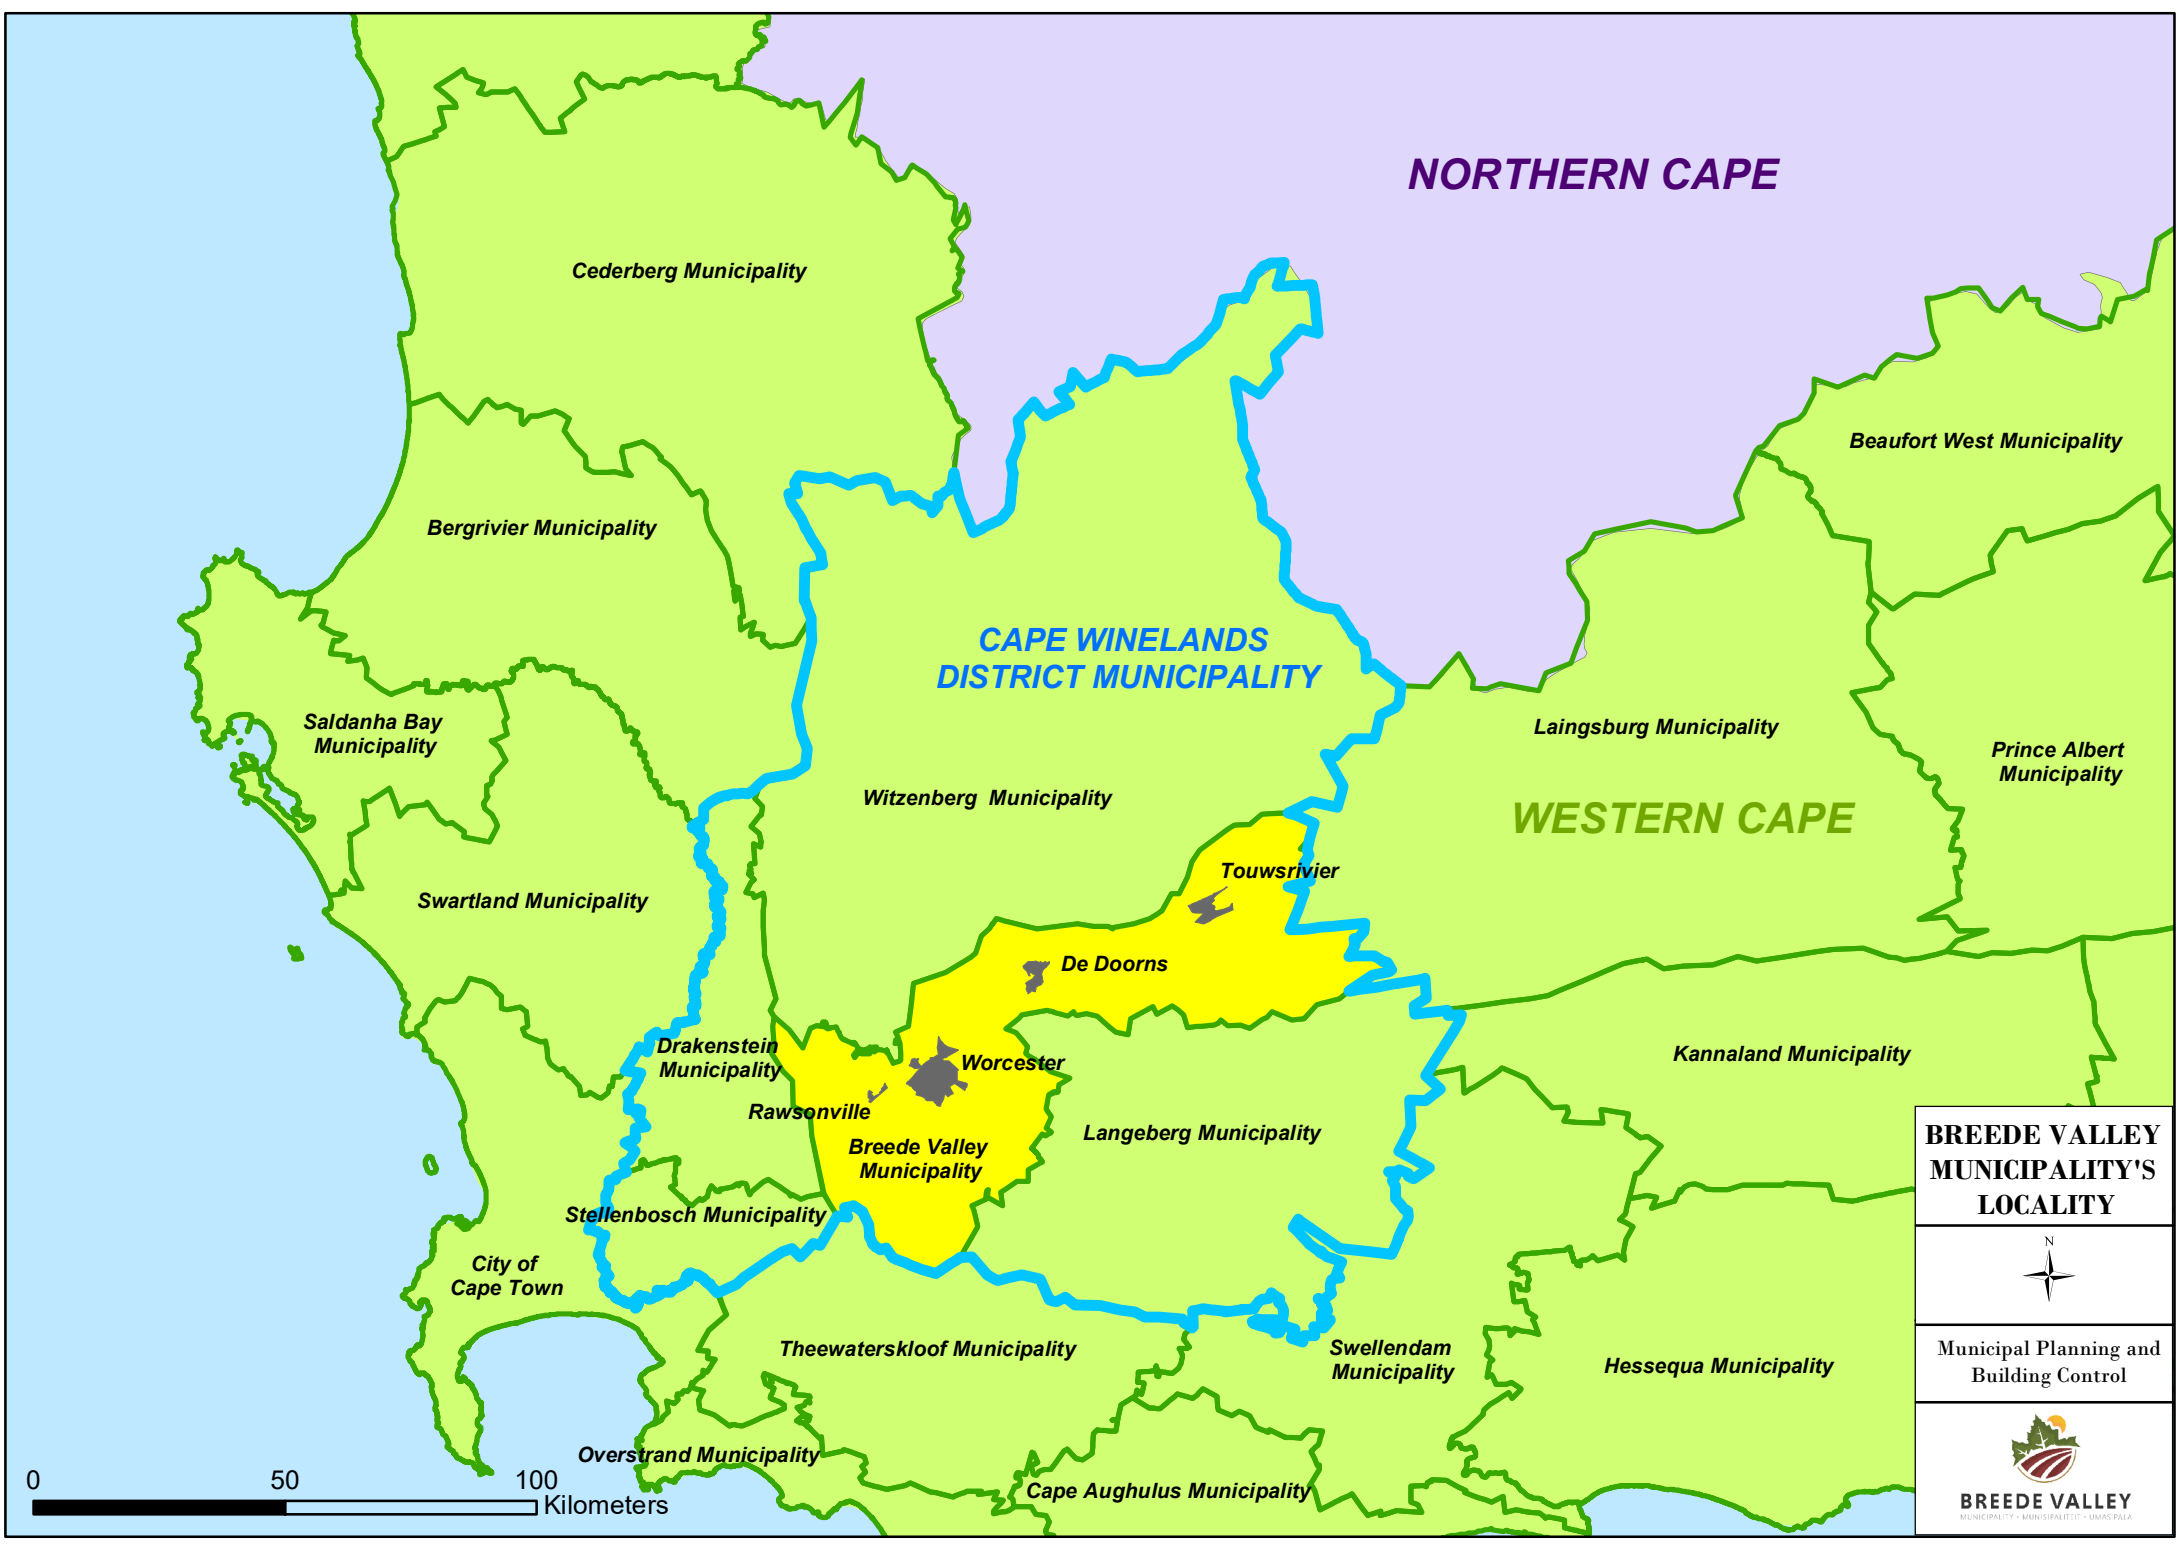 NORTHERN CAPE
Cederberg Municipality
Beaufort West Municipality
Bergrivier Municipality
CAPE WINELANDS
DISTRICT MUNICIPALITY
Saldanha Bay
Municipality
Laingsburg Municipality
Prince Albert
Municipality
Witzenberg Municipality
WESTERN CAPE
Touwsrivier
Swartland Municipality
De Doorns
Drakenstein
Municipality
Worcester
Kannaland Municipality
Rawsonville
Langeberg Municipality
Breede Valley
Municipality
Stellenbosch Municipality
City of
Cape Town
Theewaterskloof Municipality
Swellendam
Municipality
Hessequa Municipality
Overstrand Municipality
Cape Aughulus Municipality
0 50 100
Kilometers
BREEDE VALLEY
MUNICIPALITY'S
LOCALITY
N
Municipal Planning and
Building Control
BREEDE VALLEY
MUNICIPALITY • MUNISIPALITEIT • UMASIPALA